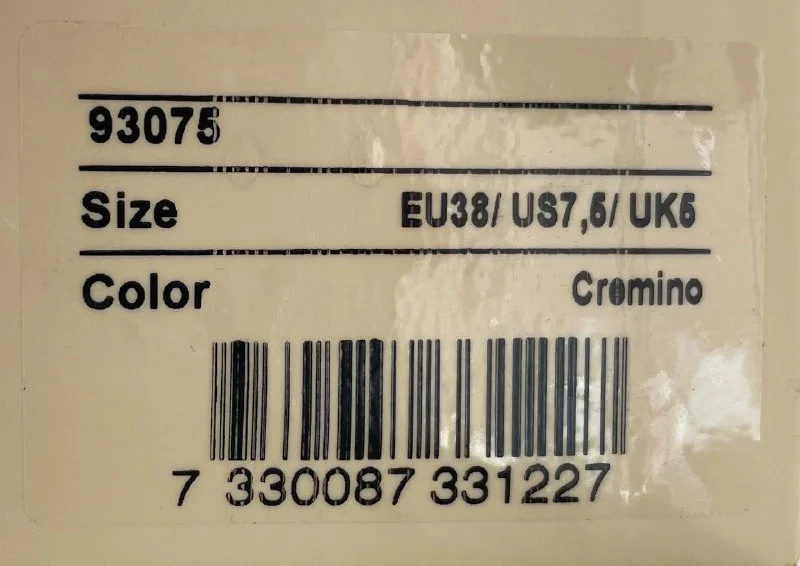 93075
Size EU38/ US7,5/ UK5
Color Cremino
7 330087 331227